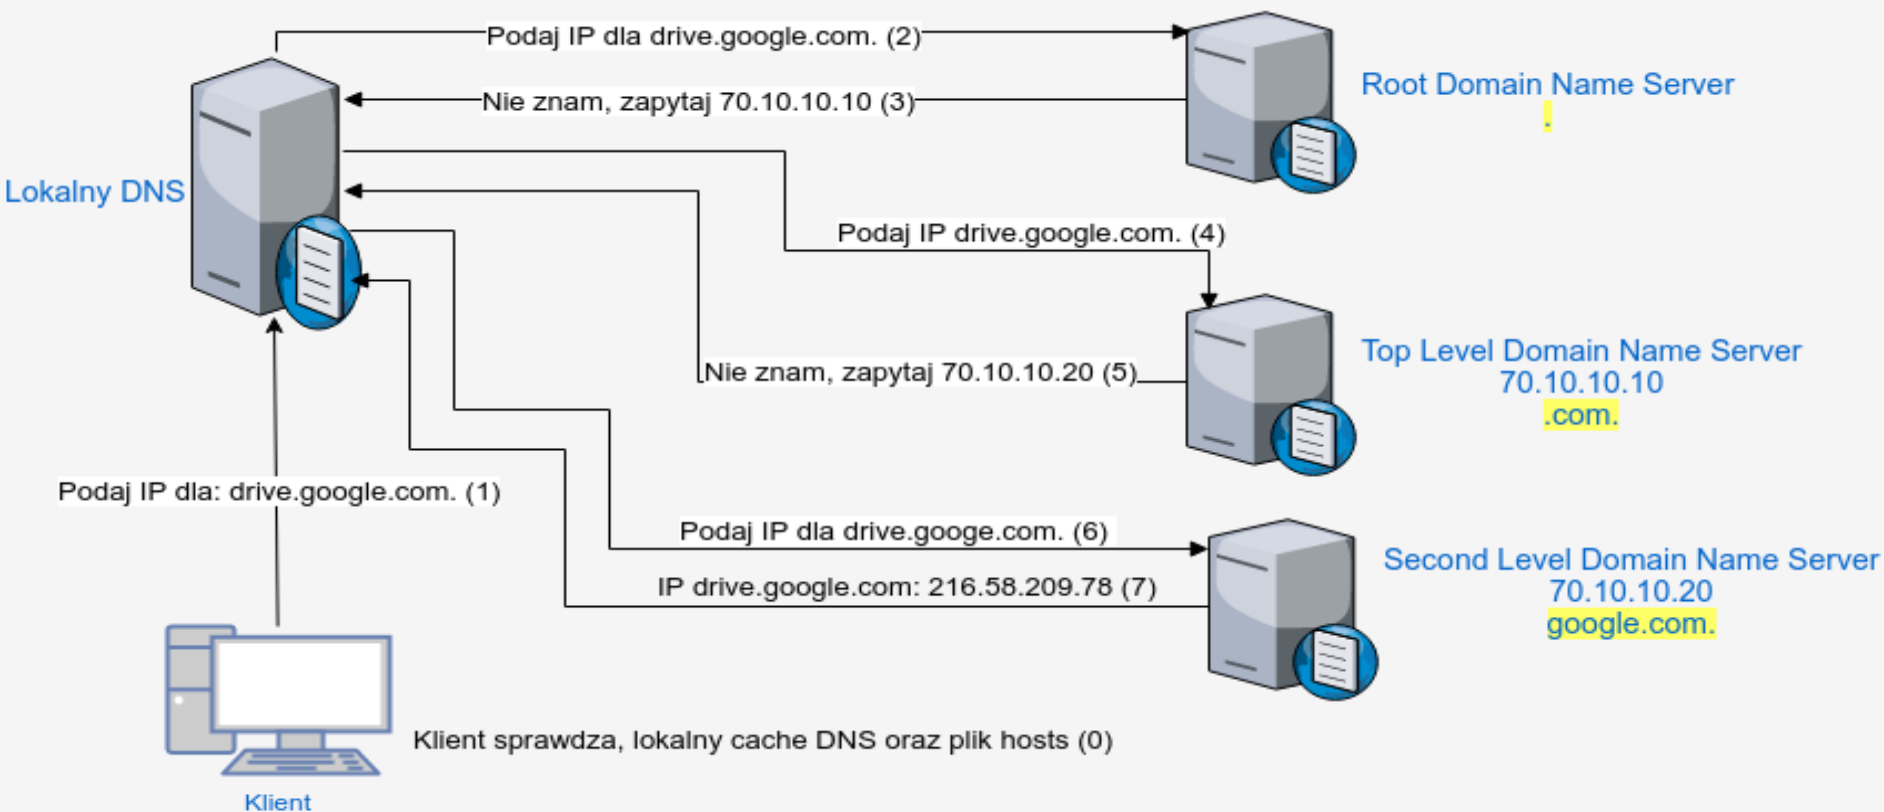 Podaj IP dla drive.google.com. (2)
Root Domain Name Server
.
Nie znam, zapytaj 70.10.10.10 (3)
Lokalny DNS
Podaj IP drive.google.com. (4)
Top Level Domain Name Server
70.10.10.10
.com.
Nie znam, zapytaj 70.10.10.20 (5)
Podaj IP dla: drive.google.com. (1)
Podaj IP dla drive.googe.com. (6)
IP drive.google.com: 216.58.209.78 (7)
Second Level Domain Name Server
70.10.10.20
google.com.
Klient sprawdza, lokalny cache DNS oraz plik hosts (0)
Klient